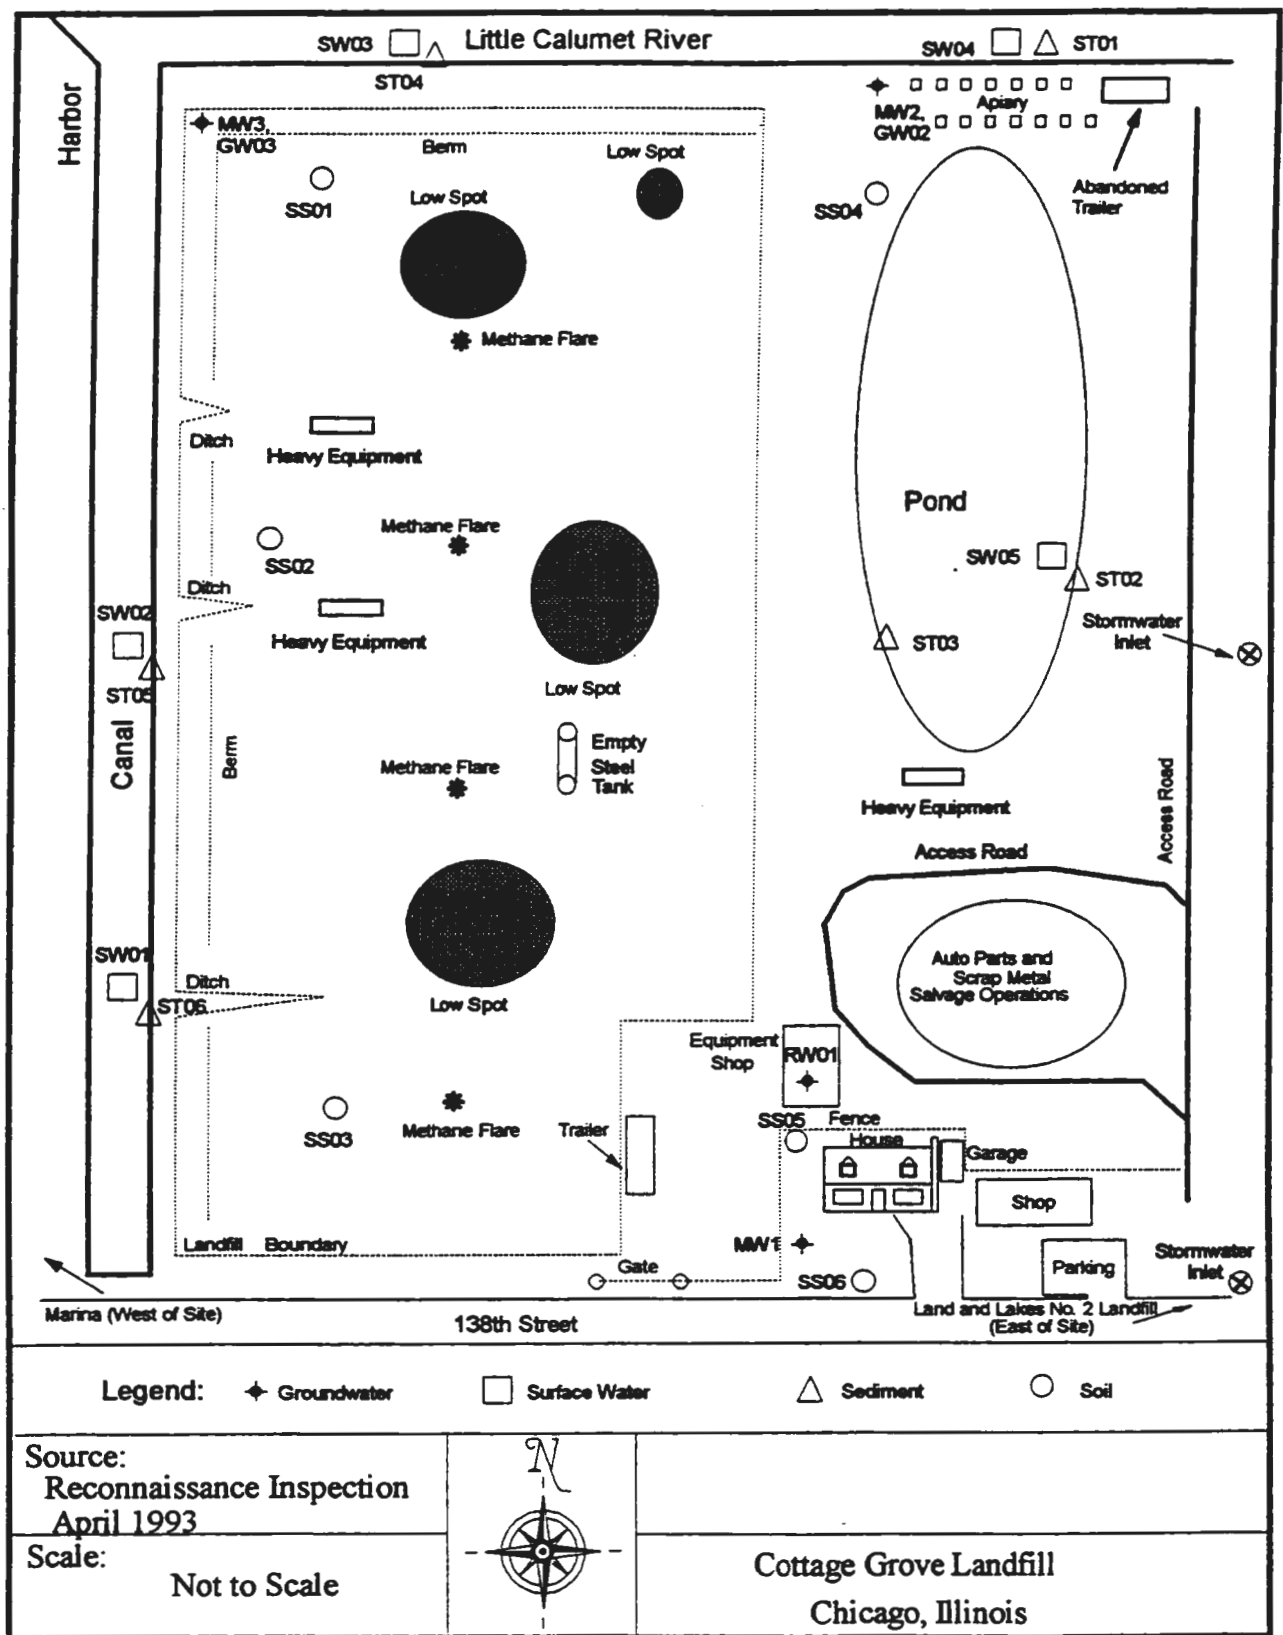 SW03
Little Calumet River
SW04
ST01
ST04
Harbor
MW3,
GW03
Berm
Low Spot
MW2,
GW02
Apiary
Abandoned
Trailer
SS01
Low Spot
SS04
Methane Flare
Ditch
Heavy Equipment
Pond
Methane Flare
SS02
SW05
ST02
Ditch
SW02
Heavy Equipment
ST03
Stormwater
Inlet
ST05
Low Spot
Canal
Berm
Empty
Steel
Tank
Methane Flare
Heavy Equipment
Access Road
Access Road
SW01
Auto Parts and
Scrap Metal
Salvage Operations
Ditch
ST06
Low Spot
Equipment
Shop
RW01
SS03
Methane Flare
Trailer
SS05
Fence
House
Garage
Shop
Landfill Boundary
MW1
Gate
SS06
Parking
Stormwater
Inlet
Marina (West of Site)
138th Street
Land and Lakes No. 2 Landfill
(East of Site)
Legend:
Groundwater
Surface Water
Sediment
Soil
Source:
Reconnaissance Inspection
April 1993
N
Scale:
Not to Scale
Cottage Grove Landfill
Chicago, Illinois